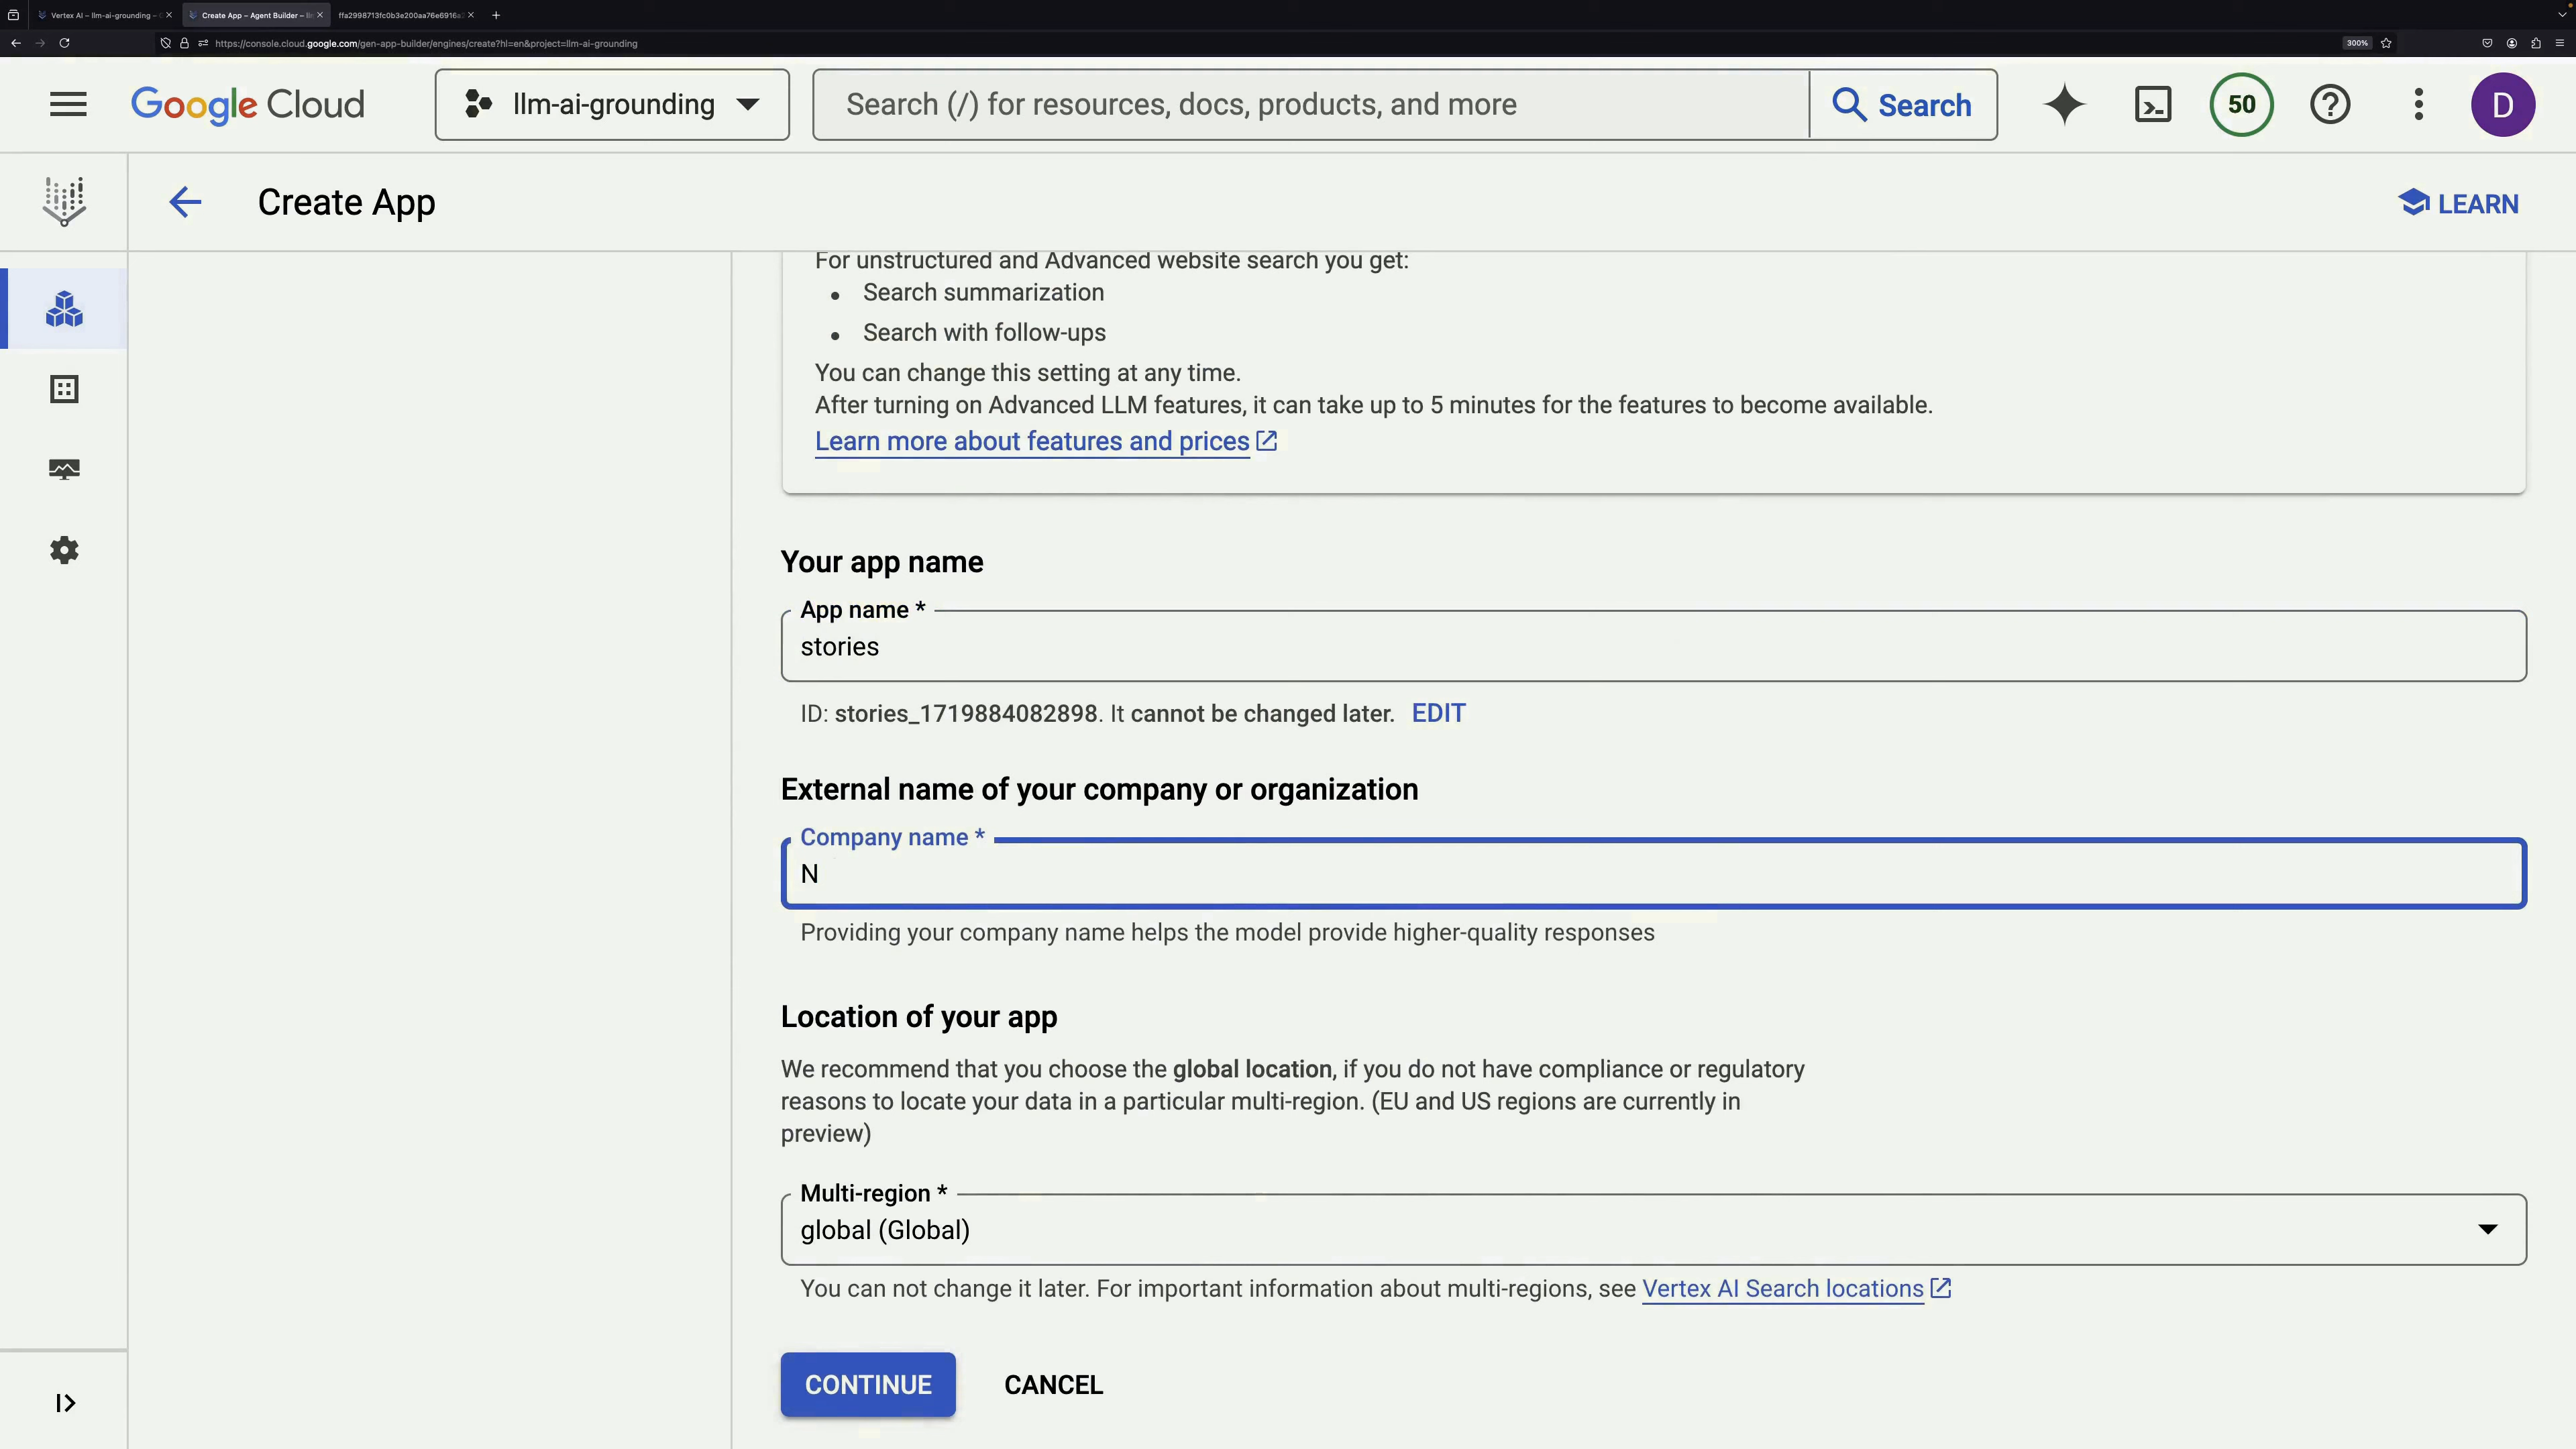 Vertex AI – llm-ai-grounding –
Create App – Agent Builder –
ffa2998713fc0b3e200aa76e6916a
https://console.cloud.google.com/gen-app-builder/engines/create?hl=en&project=llm-ai-grounding
300%
Google Cloud
llm-ai-grounding
Search (/) for resources, docs, products, and more
Search
50
D
Create App
LEARN
For unstructured and Advanced website search you get:
• Search summarization
• Search with follow-ups
You can change this setting at any time.
After turning on Advanced LLM features, it can take up to 5 minutes for the features to become available.
Learn more about features and prices
Your app name
App name *
stories
ID: stories_1719884082898. It cannot be changed later. EDIT
External name of your company or organization
Company name *
N
Providing your company name helps the model provide higher-quality responses
Location of your app
We recommend that you choose the global location, if you do not have compliance or regulatory
reasons to locate your data in a particular multi-region. (EU and US regions are currently in
preview)
Multi-region *
global (Global)
You can not change it later. For important information about multi-regions, see Vertex AI Search locations
CONTINUE
CANCEL